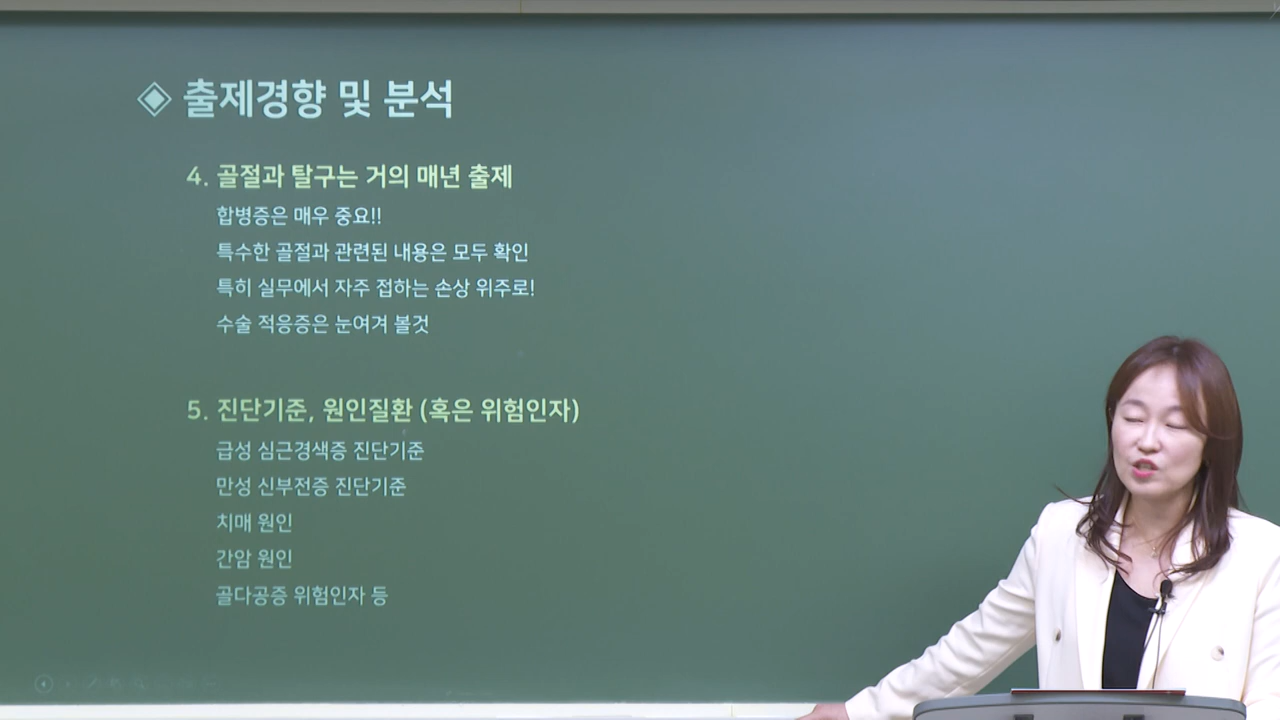 ◈ 출제경향 및 분석
4. 골절과 탈구는 거의 매년 출제
합병증은 매우 중요!!
특수한 골절과 관련된 내용은 모두 확인
특히 실무에서 자주 접하는 손상 위주로!
수술 적응증은 눈여겨 볼것
5. 진단기준, 원인질환 (혹은 위험인자)
급성 심근경색증 진단기준
만성 신부전증 진단기준
치매 원인
간암 원인
골다공증 위험인자 등